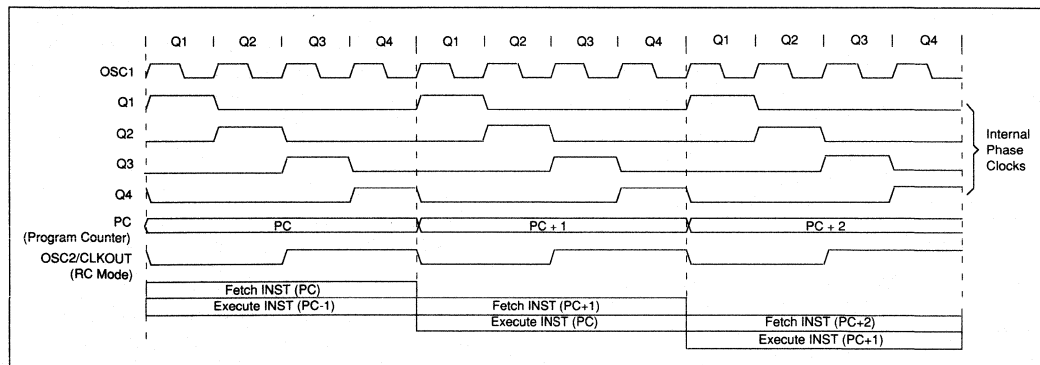 Q1 | Q2 | Q3 | Q4 | Q1 | Q2 | Q3 | Q4 | Q1 | Q2 | Q3 | Q4
OSC1
Q1
Q2
Q3
Q4
Internal
Phase
Clocks
PC
(Program Counter)
PC
PC + 1
PC + 2
OSC2/CLKOUT
(RC Mode)
Fetch INST (PC)
Execute INST (PC-1)
Fetch INST (PC+1)
Execute INST (PC)
Fetch INST (PC+2)
Execute INST (PC+1)